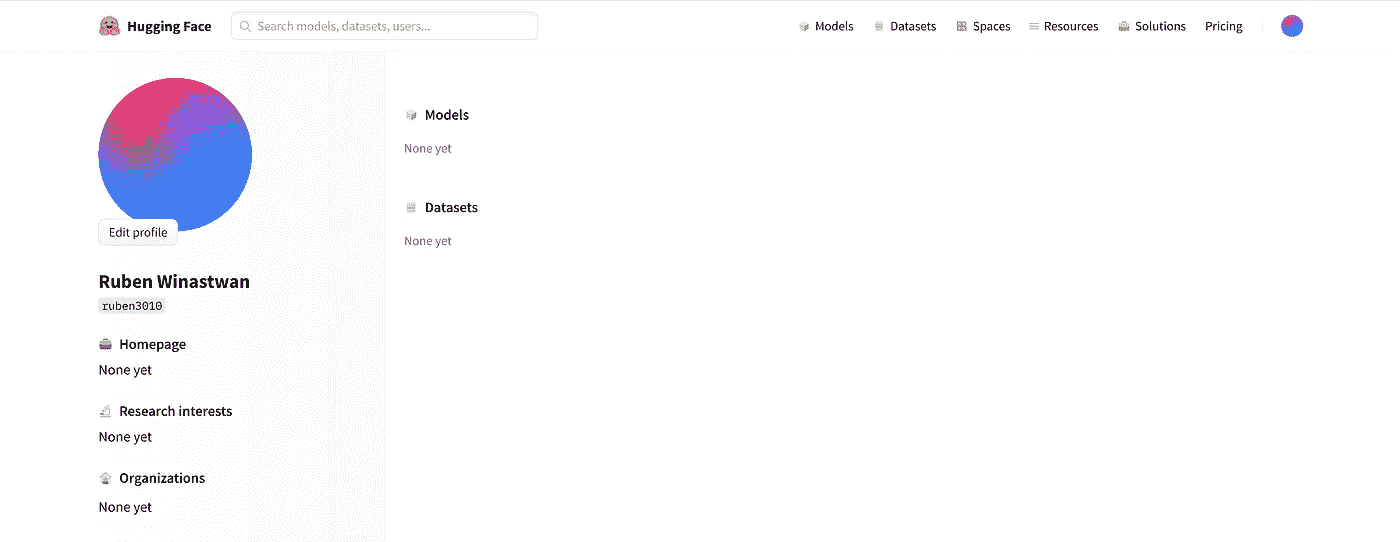 Hugging Face
Search models, datasets, users...
Models
Datasets
Spaces
Resources
Solutions
Pricing
Edit profile
Ruben Winastwan
ruben3010
Homepage
None yet
Research interests
None yet
Organizations
None yet
Models
None yet
Datasets
None yet